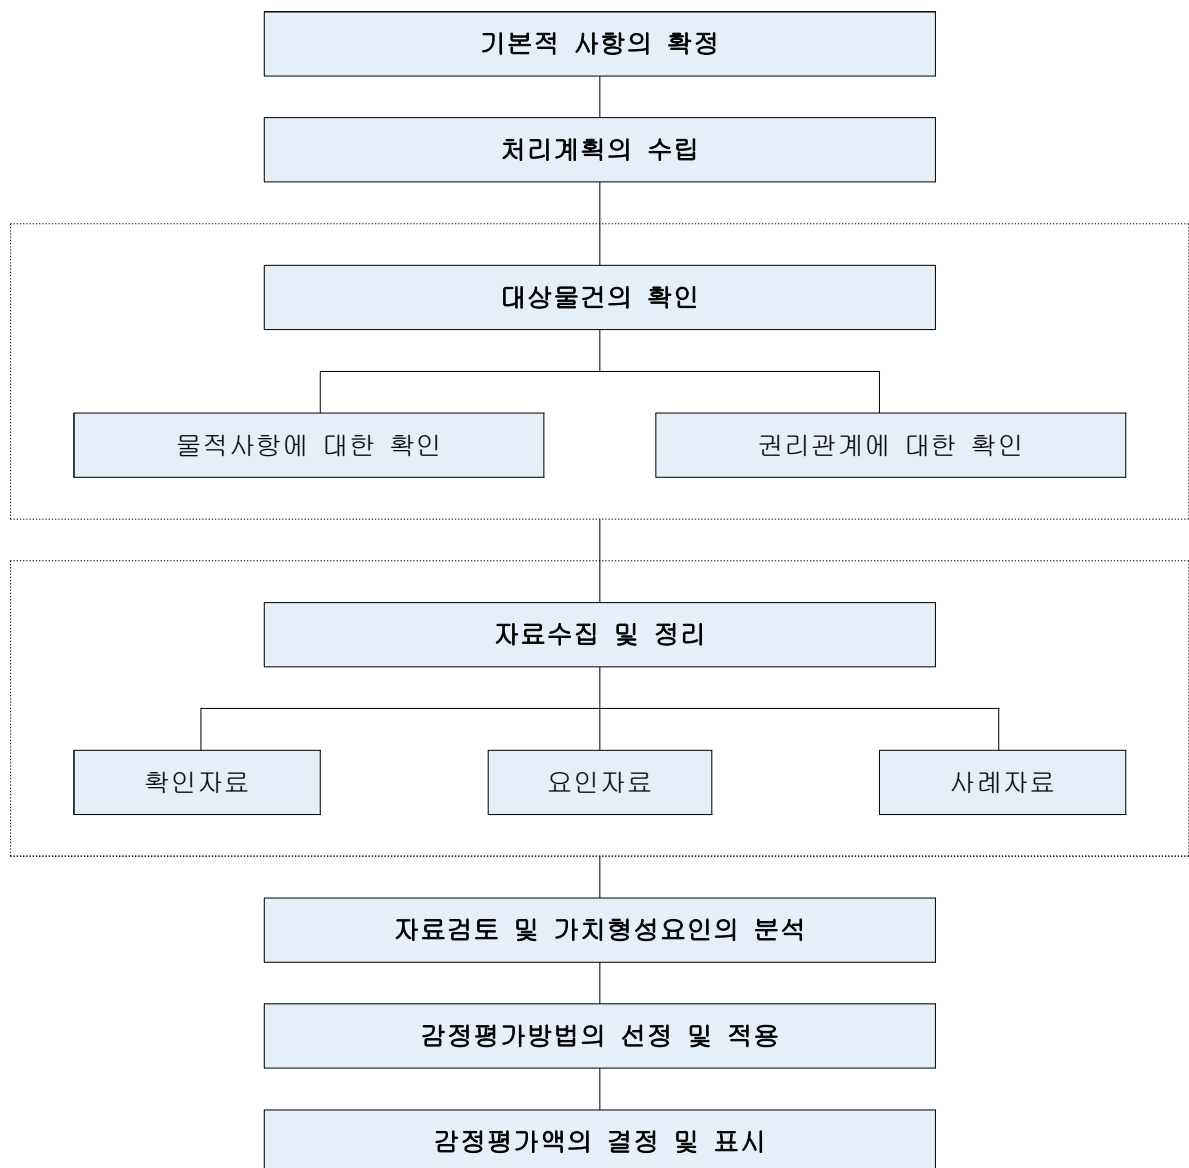 기본적 사항의 확정
처리계획의 수립
대상물건의 확인
물적사항에 대한 확인
권리관계에 대한 확인
자료수집 및 정리
확인자료
요인자료
사례자료
자료검토 및 가치형성요인의 분석
감정평가방법의 선정 및 적용
감정평가액의 결정 및 표시